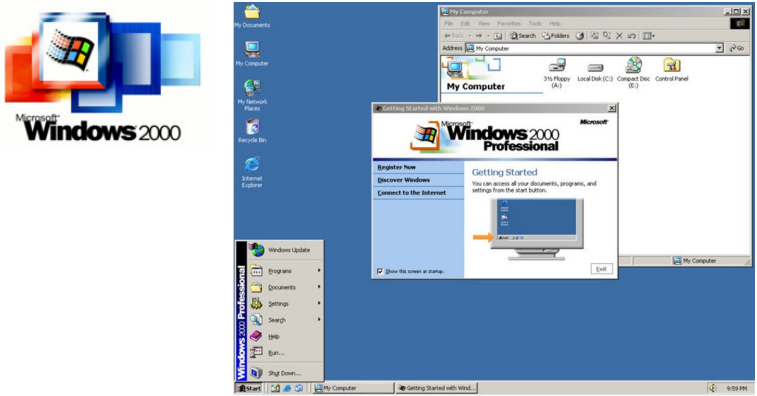 Microsoft
Windows 2000
My Documents
My Computer
My Network
Places
Recycle Bin
Internet
Explorer
My Computer
File Edit View Favorites Tools Help
Back Search Folders
Address My Computer Go
My Computer
3½ Floppy
(A:)
Local Disk (C:)
Compact Disc
(E:)
Control Panel
My Computer
Getting Started with Windows 2000
Microsoft
Microsoft
Windows 2000
Professional
Register Now
Discover Windows
Connect to the Internet
Getting Started
You can access all your documents, programs, and
settings from the start button.
Show this screen at startup.
Exit
Windows 2000 Professional
Windows Update
Programs
Documents
Settings
Search
Help
Run...
Shut Down...
Start
My Computer
Getting Started with Wind...
9:59 PM